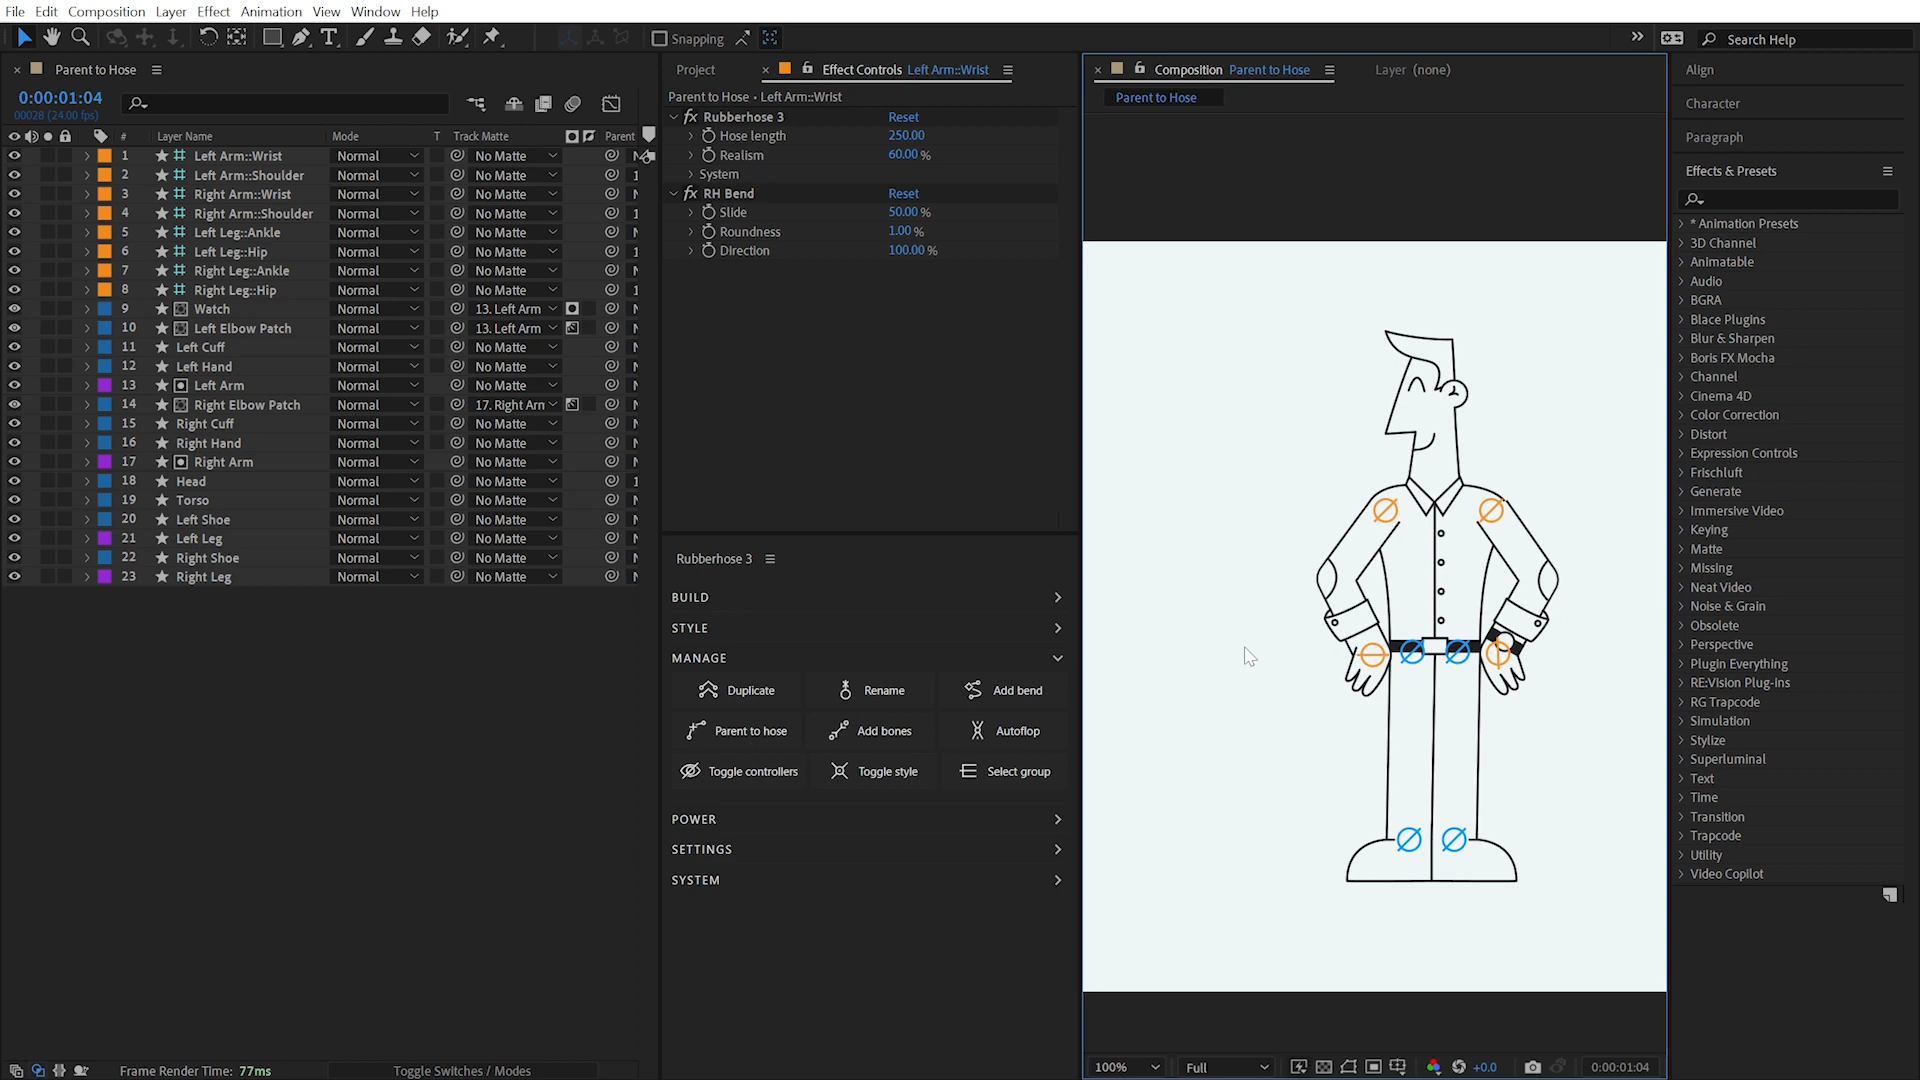 File Edit Composition Layer Effect Animation View Window Help
Snapping
Search Help
Parent to Hose
0:00:01:04
00028 (24.00 fps)
# Layer Name Mode T Track Matte Parent
1 Left Arm::Wrist Normal No Matte
2 Left Arm::Shoulder Normal No Matte 1
3 Right Arm::Wrist Normal No Matte
4 Right Arm::Shoulder Normal No Matte 1
5 Left Leg::Ankle Normal No Matte
6 Left Leg::Hip Normal No Matte 1
7 Right Leg::Ankle Normal No Matte
8 Right Leg::Hip Normal No Matte 1
9 Watch Normal 13. Left Arm
10 Left Elbow Patch Normal 13. Left Arm
11 Left Cuff Normal No Matte
12 Left Hand Normal No Matte
13 Left Arm Normal No Matte
14 Right Elbow Patch Normal 17. Right Arm
15 Right Cuff Normal No Matte
16 Right Hand Normal No Matte
17 Right Arm Normal No Matte
18 Head Normal No Matte 1
19 Torso Normal No Matte
20 Left Shoe Normal No Matte
21 Left Leg Normal No Matte
22 Right Shoe Normal No Matte
23 Right Leg Normal No Matte
Frame Render Time: 77ms
Toggle Switches / Modes
Project Effect Controls Left Arm::Wrist
Parent to Hose • Left Arm::Wrist
fx Rubberhose 3 Reset
Hose length 250.00
Realism 60.00 %
System
fx RH Bend Reset
Slide 50.00 %
Roundness 1.00 %
Direction 100.00 %
Rubberhose 3
BUILD
STYLE
MANAGE
Duplicate Rename Add bend
Parent to hose Add bones Autoflop
Toggle controllers Toggle style Select group
POWER
SETTINGS
SYSTEM
Composition Parent to Hose Layer (none)
Parent to Hose
100% Full +0.0 0:00:01:04
Align
Character
Paragraph
Effects & Presets
* Animation Presets
3D Channel
Animatable
Audio
BGRA
Blace Plugins
Blur & Sharpen
Boris FX Mocha
Channel
Cinema 4D
Color Correction
Distort
Expression Controls
Frischluft
Generate
Immersive Video
Keying
Matte
Missing
Neat Video
Noise & Grain
Obsolete
Perspective
Plugin Everything
RE:Vision Plug-ins
RG Trapcode
Simulation
Stylize
Superluminal
Text
Time
Transition
Trapcode
Utility
Video Copilot